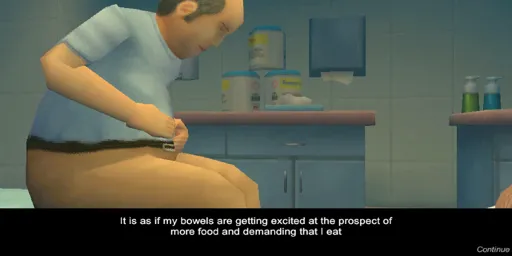 It is as if my bowels are getting excited at the prospect of
more food and demanding that I eat
Continue